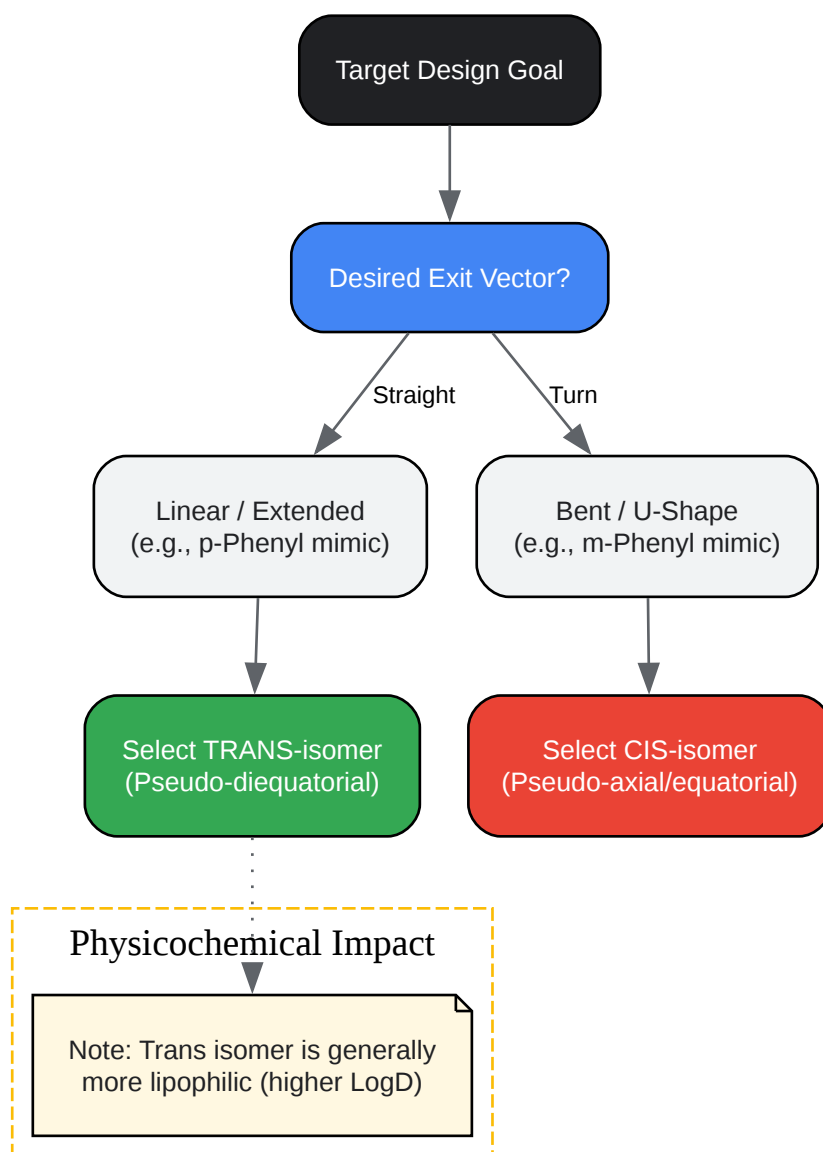 Target Design Goal
Desired Exit Vector?
Straight
Turn
Linear / Extended
(e.g., p-Phenyl mimic)
Bent / U-Shape
(e.g., m-Phenyl mimic)
Select TRANS-isomer
(Pseudo-diequatorial)
Select CIS-isomer
(Pseudo-axial/equatorial)
Physicochemical Impact
Note: Trans isomer is generally
more lipophilic (higher LogD)